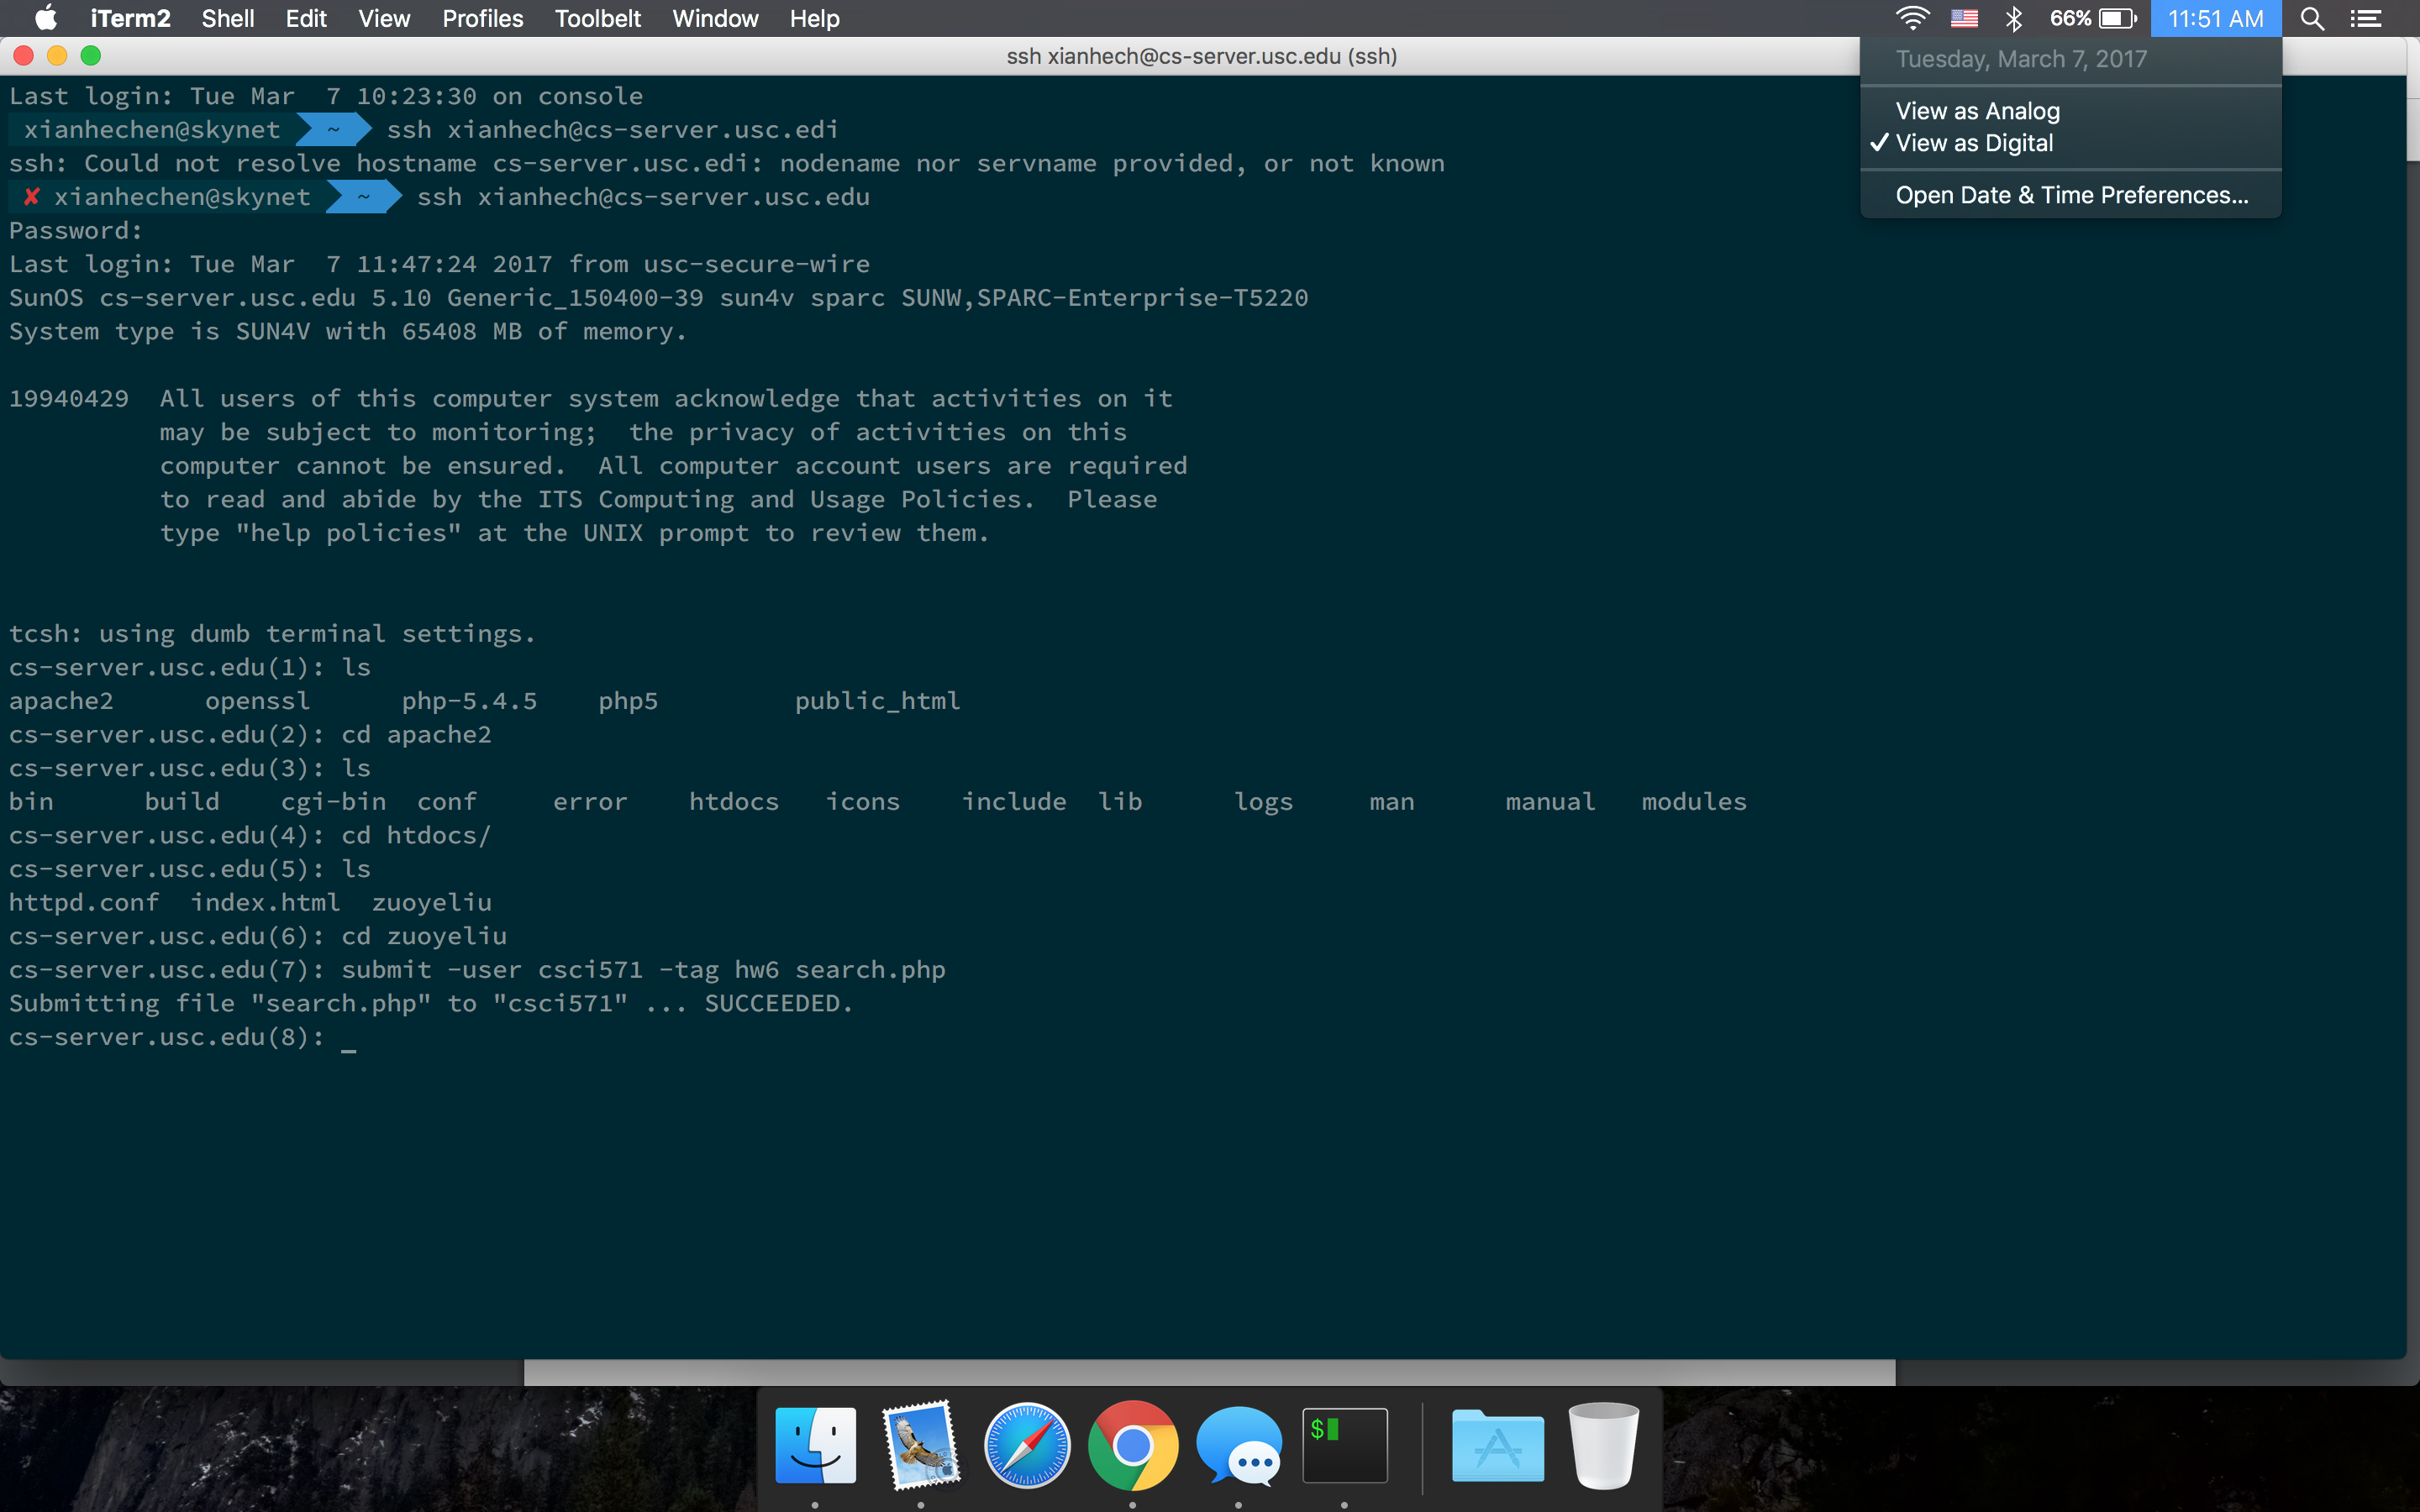 iTerm2 Shell Edit View Profiles Toolbelt Window Help 66% 11:51 AM
ssh xianhech@cs-server.usc.edu (ssh)
Tuesday, March 7, 2017
View as Analog
✓ View as Digital
Open Date & Time Preferences...
Last login: Tue Mar  7 10:23:30 on console
xianhechen@skynet ~ ssh xianhech@cs-server.usc.edi
ssh: Could not resolve hostname cs-server.usc.edi: nodename nor servname provided, or not known
✘ xianhechen@skynet ~ ssh xianhech@cs-server.usc.edu
Password:
Last login: Tue Mar  7 11:47:24 2017 from usc-secure-wire
SunOS cs-server.usc.edu 5.10 Generic_150400-39 sun4v sparc SUNW,SPARC-Enterprise-T5220
System type is SUN4V with 65408 MB of memory.
19940429  All users of this computer system acknowledge that activities on it
may be subject to monitoring;  the privacy of activities on this
computer cannot be ensured.  All computer account users are required
to read and abide by the ITS Computing and Usage Policies.  Please
type "help policies" at the UNIX prompt to review them.
tcsh: using dumb terminal settings.
cs-server.usc.edu(1): ls
apache2      openssl      php-5.4.5    php5         public_html
cs-server.usc.edu(2): cd apache2
cs-server.usc.edu(3): ls
bin      build    cgi-bin  conf     error    htdocs   icons    include  lib      logs     man      manual   modules
cs-server.usc.edu(4): cd htdocs/
cs-server.usc.edu(5): ls
httpd.conf  index.html  zuoyeliu
cs-server.usc.edu(6): cd zuoyeliu
cs-server.usc.edu(7): submit -user csci571 -tag hw6 search.php
Submitting file "search.php" to "csci571" ... SUCCEEDED.
cs-server.usc.edu(8): _
$